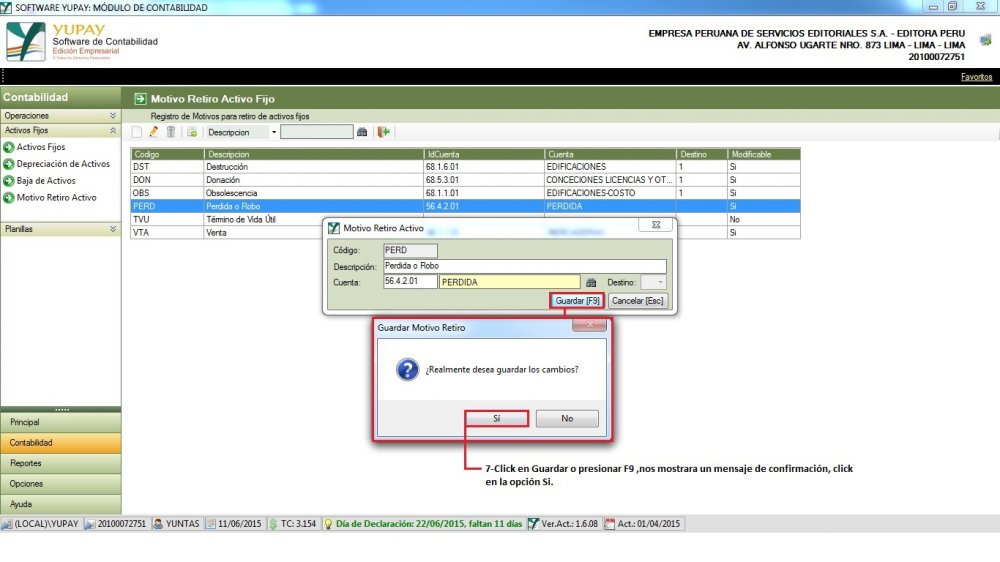 SOFTWARE YUPAY: MÓDULO DE CONTABILIDAD
YUPAY
Software de Contabilidad
Edición Empresarial
EMPRESA PERUANA DE SERVICIOS EDITORIALES S.A. - EDITORA PERU
AV. ALFONSO UGARTE NRO. 873 LIMA - LIMA - LIMA
20100072751
Favoritos
Contabilidad
Motivo Retiro Activo Fijo
Operaciones
Registro de Motivos para retiro de activos fijos
Activos Fijos
Descripcion
Activos Fijos
Depreciación de Activos
Baja de Activos
Motivo Retiro Activo
Planillas
Codigo Descripcion IdCuenta Cuenta Destino Modificable
DST Destrucción 68.1.6.01 EDIFICACIONES 1 Si
DON Donación 68.5.3.01 CONCECIONES LICENCIAS Y OT... 1 Si
OBS Obsolescencia 68.1.1.01 EDIFICACIONES-COSTO 1 Si
PERD Perdida o Robo 56.4.2.01 PERDIDA Si
TVU Término de Vida Útil No
VTA Venta Si
Motivo Retiro Activo
Código: PERD
Descripción: Perdida o Robo
Cuenta: 56.4.2.01 PERDIDA Destino:
Guardar [F9] Cancelar [Esc]
Guardar Motivo Retiro
¿Realmente desea guardar los cambios?
Si No
7-Click en Guardar o presionar F9 ,nos mostrara un mensaje de confirmación, click
en la opción Si.
Principal
Contabilidad
Reportes
Opciones
Ayuda
(LOCAL)\YUPAY 20100072751 YUNTAS 11/06/2015 TC: 3.154 Día de Declaración: 22/06/2015, faltan 11 días Ver.Act.: 1.6.08 Act.: 01/04/2015